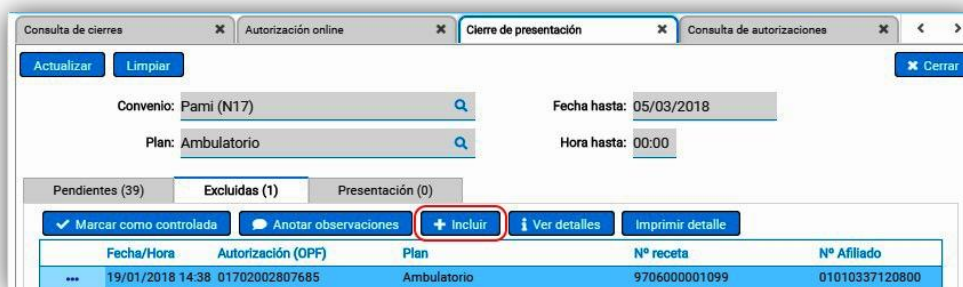 Consulta de cierres Autorización online Cierre de presentación Consulta de autorizaciones
Actualizar Limpiar Cerrar
Convenio: Pami (N17) Fecha hasta: 05/03/2018
Plan: Ambulatorio Hora hasta: 00:00
Pendientes (39) Excluidas (1) Presentación (0)
Marcar como controlada Anotar observaciones Incluir Ver detalles Imprimir detalle
Fecha/Hora Autorización (OPF) Plan Nº receta Nº Afiliado
19/01/2018 14:38 01702002807685 Ambulatorio 9706000001099 01010337120800